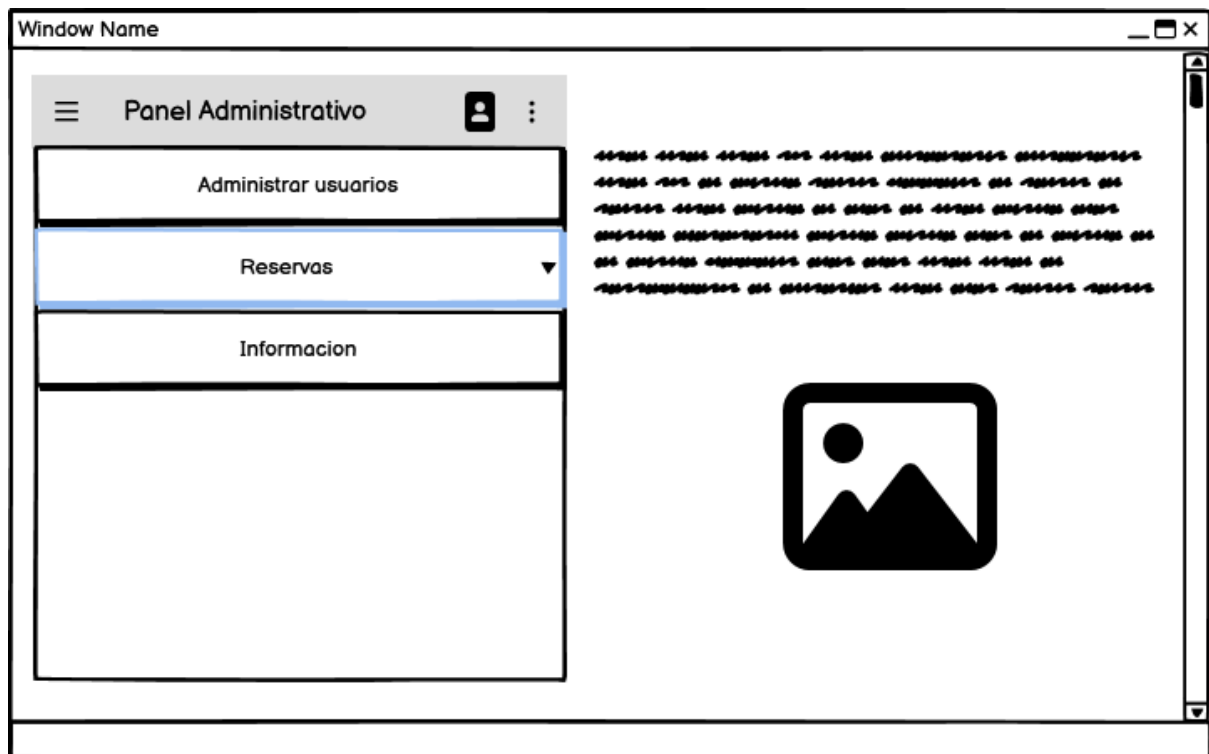 Window Name
Panel Administrativo
Administrar usuarios
Reservas
Informacion